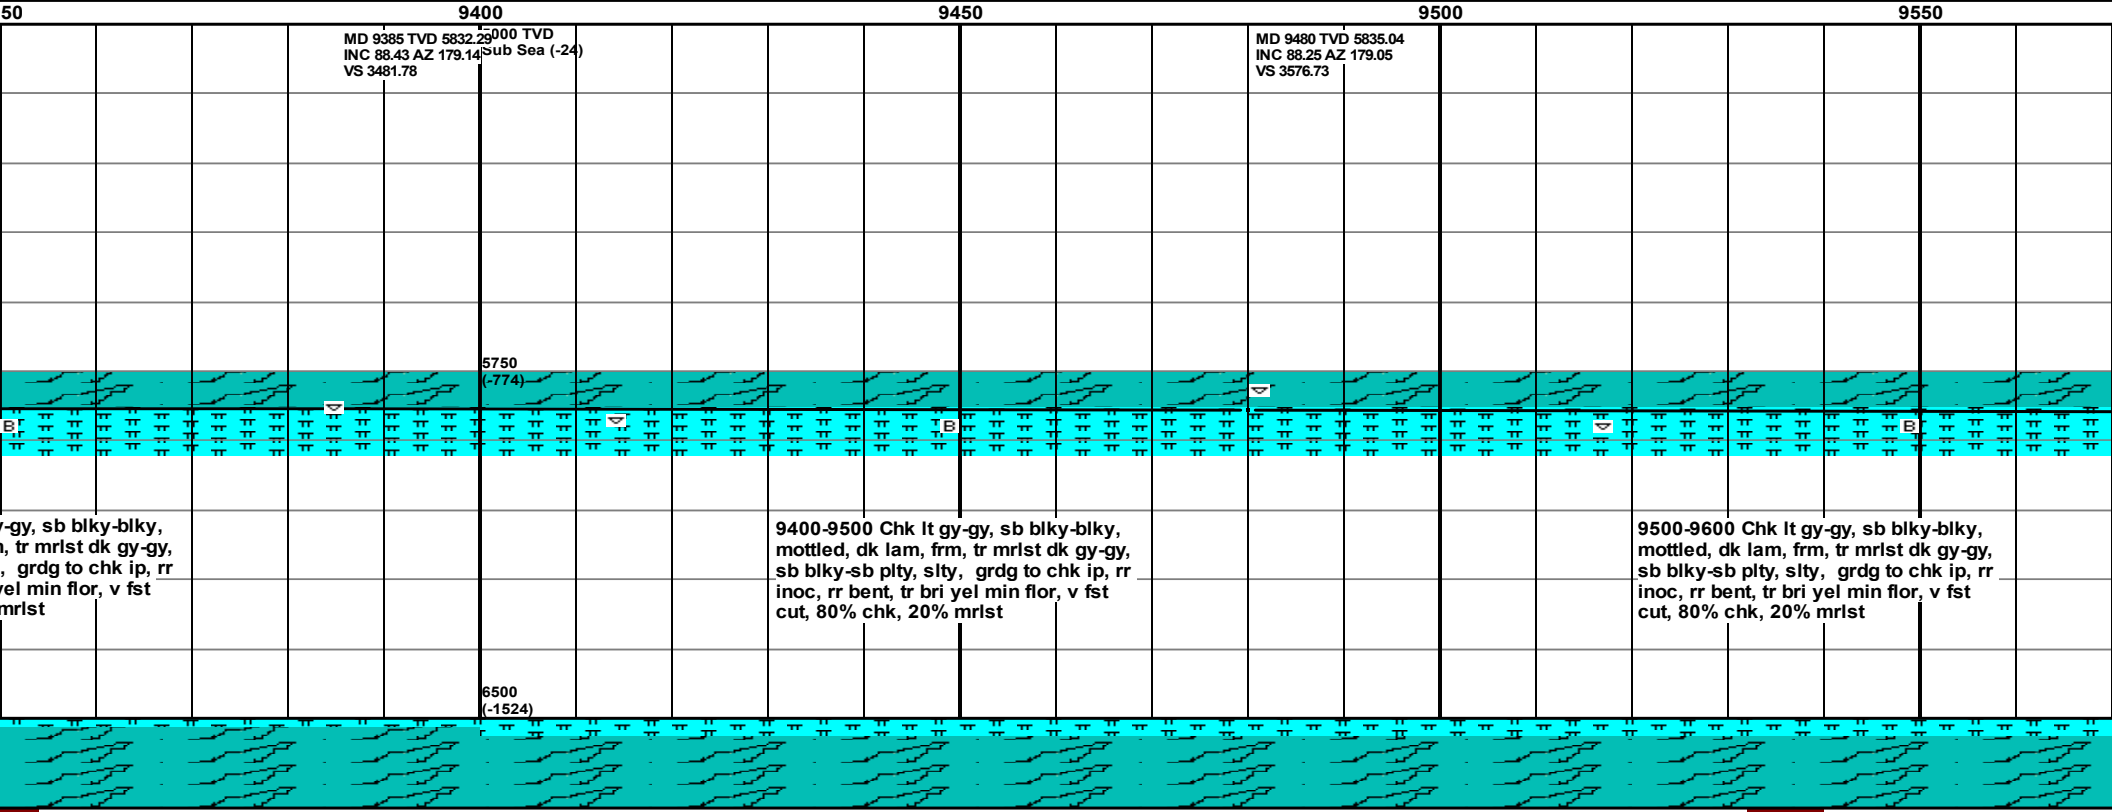 50 9400 9450 9500 9550
MD 9385 TVD 5832.29
INC 88.43 AZ 179.14
VS 3481.78
000 TVD
Sub Sea (-24)
MD 9480 TVD 5835.04
INC 88.25 AZ 179.05
VS 3576.73
5750
(-774)
B
B
B
y-gy, sb blky-blky,
, tr mrlst dk gy-gy,
, grdg to chk ip, rr
yel min flor, v fst
mrlst
9400-9500 Chk lt gy-gy, sb blky-blky,
mottled, dk lam, frm, tr mrlst dk gy-gy,
sb blky-sb plty, slty, grdg to chk ip, rr
inoc, rr bent, tr bri yel min flor, v fst
cut, 80% chk, 20% mrlst
9500-9600 Chk lt gy-gy, sb blky-blky,
mottled, dk lam, frm, tr mrlst dk gy-gy,
sb blky-sb plty, slty, grdg to chk ip, rr
inoc, rr bent, tr bri yel min flor, v fst
cut, 80% chk, 20% mrlst
6500
(-1524)